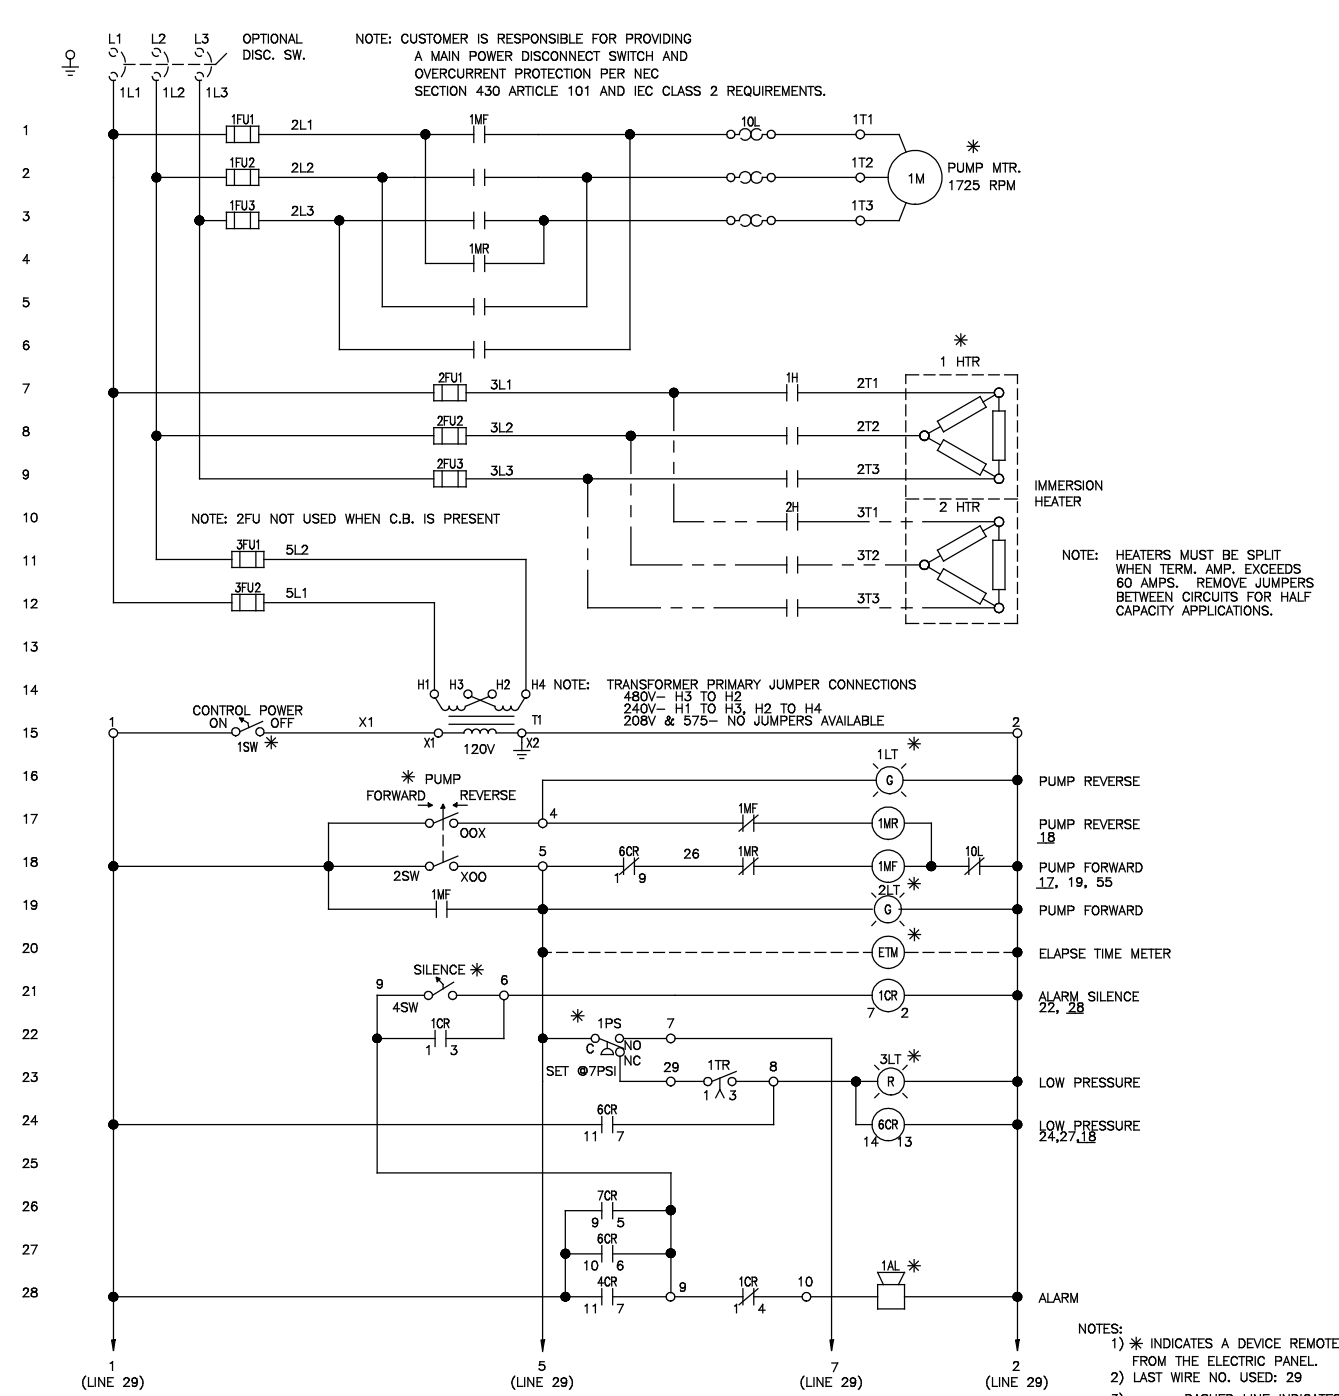 L1 L2 L3 OPTIONAL DISC. SW.
NOTE: CUSTOMER IS RESPONSIBLE FOR PROVIDING
A MAIN POWER DISCONNECT SWITCH AND
OVERCURRENT PROTECTION PER NEC
SECTION 430 ARTICLE 101 AND IEC CLASS 2 REQUIREMENTS.
1L1 1L2 1L3
1 1FU1 2L1 1MF 1OL 1T1
2 1FU2 2L2 1T2 1M PUMP MTR.
1725 RPM
3 1FU3 2L3 1T3
4 1MR
5
6
1 HTR
7 2FU1 3L1 1H 2T1
8 2FU2 3L2 2T2
9 2FU3 3L3 2T3
IMMERSION
HEATER
10 NOTE: 2FU NOT USED WHEN C.B. IS PRESENT 2H 3T1 2 HTR
11 3FU1 5L2 3T2
NOTE: HEATERS MUST BE SPLIT
WHEN TERM. AMP. EXCEEDS
60 AMPS. REMOVE JUMPERS
BETWEEN CIRCUITS FOR HALF
CAPACITY APPLICATIONS.
12 3FU2 5L1 3T3
13
14 H1 H3 H2 H4
NOTE: TRANSFORMER PRIMARY JUMPER CONNECTIONS
480V- H3 TO H2
240V- H1 TO H3, H2 TO H4
208V & 575- NO JUMPERS AVAILABLE
CONTROL POWER
ON OFF
15 1 1SW * X1 X1 120V T1 X2 2
16 1LT * G PUMP REVERSE
* PUMP
FORWARD REVERSE
17 OOX 4 1MF 1MR PUMP REVERSE
18
18 2SW XOO 5 6CR 1 9 26 1MR 1MF 1OL PUMP FORWARD
17, 19, 55
19 1MF 2LT * G PUMP FORWARD
20 ETM * ELAPSE TIME METER
SILENCE *
21 9 4SW 6 1CR 7 2 ALARM SILENCE
22, 28
22 1CR 1 3 * 1PS C NO NC 7
SET @7PSI
23 29 1TR 1 3 8 3LT * R LOW PRESSURE
24 6CR 11 7 6CR 14 13 LOW PRESSURE
24,27,18
25
26 7CR 9 5
27 6CR 10 6
28 4CR 11 7 9 1CR 1 4 10 1AL * ALARM
NOTES:
1) * INDICATES A DEVICE REMOTE
FROM THE ELECTRIC PANEL.
2) LAST WIRE NO. USED: 29
1 5 7 2
(LINE 29) (LINE 29) (LINE 29) (LINE 29)